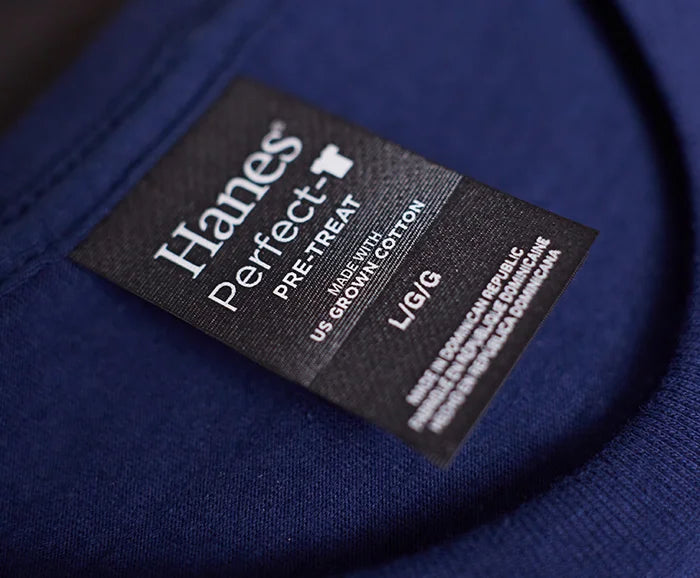 Hanes®
Perfect-
PRE-TREAT
MADE WITH
US GROWN COTTON
L/G/G
MADE IN DOMINICAN REPUBLIC
FABRIQUÉ EN RÉPUBLIQUE DOMINICAINE
HECHO EN REPÚBLICA DOMINICANA